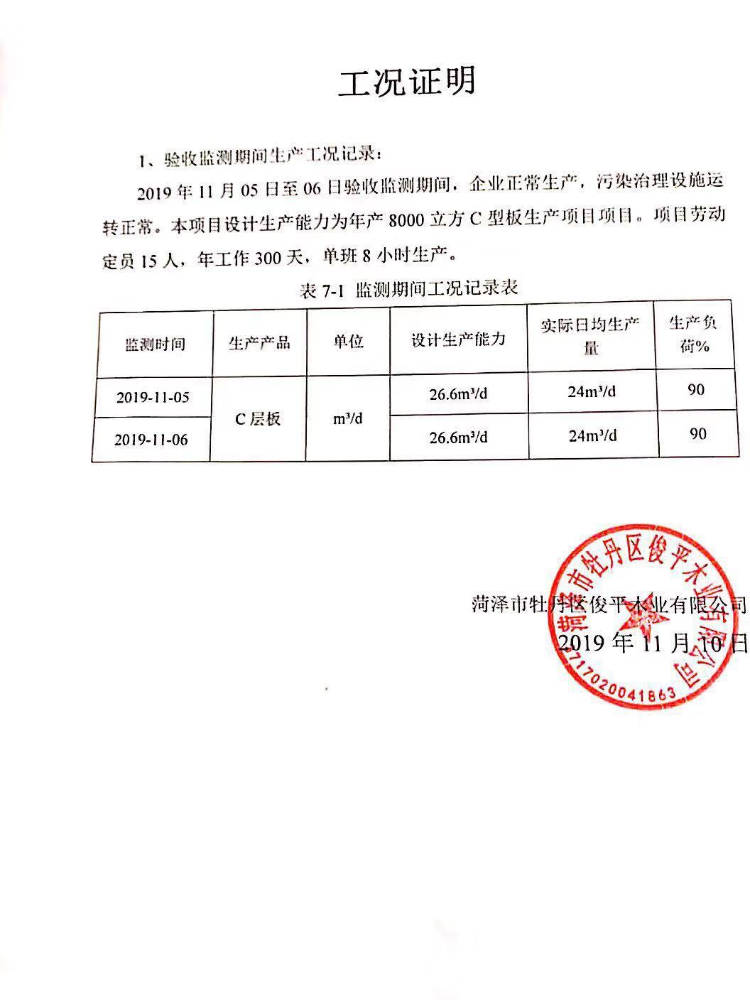 工况证明
1、验收监测期间生产工况记录：
2019 年 11 月 05 日至 06 日验收监测期间，企业正常生产，污染治理设施运
转正常。本项目设计生产能力为年产 8000 立方 C 型板生产项目项目。项目劳动
定员 15 人，年工作 300 天，单班 8 小时生产。
表 7-1 监测期间工况记录表
监测时间 生产产品 单位 设计生产能力 实际日均生产量 生产负荷%
2019-11-05 C 层板 m³/d 26.6m³/d 24m³/d 90
2019-11-06 26.6m³/d 24m³/d 90
菏泽市牡丹区俊平木业有限公司
2019 年 11 月 10 日
菏泽市牡丹区俊平木业有限公司
3717020041863